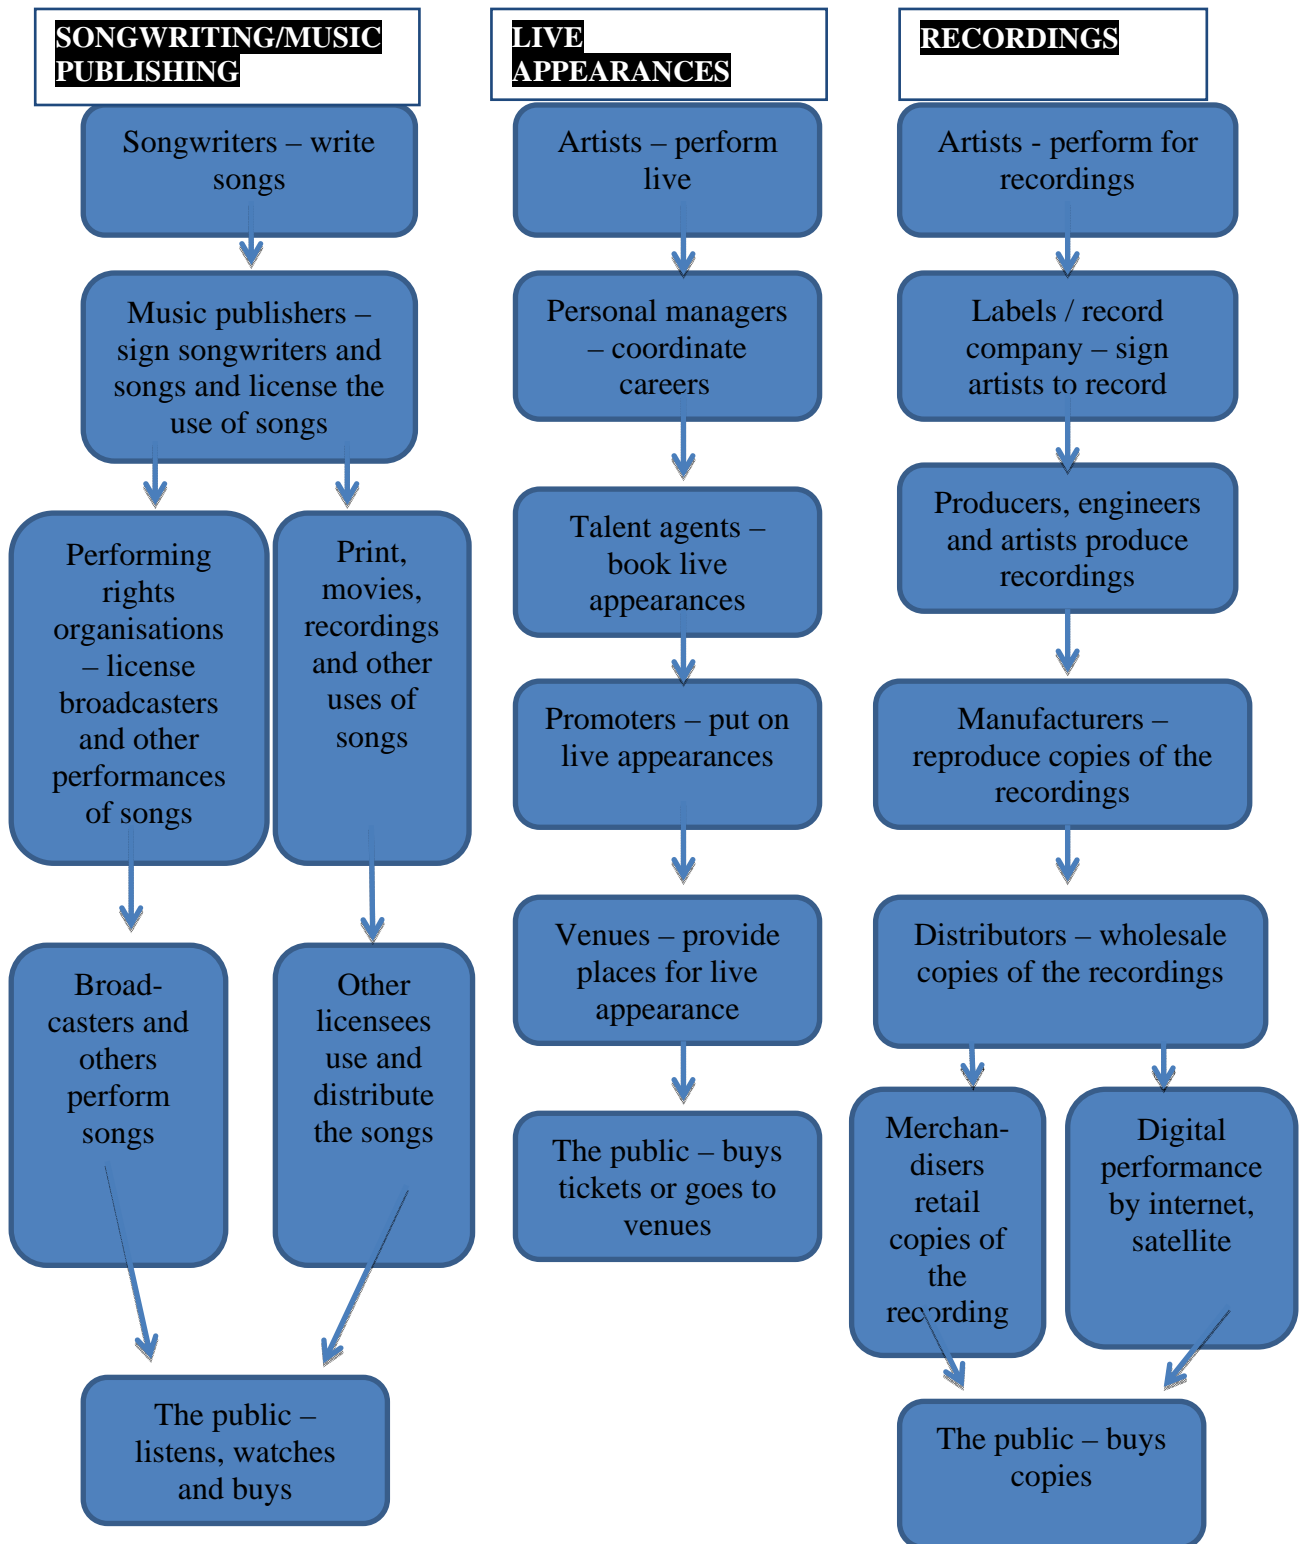 SONGWRITING/MUSIC
PUBLISHING
Songwriters – write
songs
Music publishers –
sign songwriters and
songs and license the
use of songs
Performing
rights
organisations
– license
broadcasters
and other
performances
of songs
Print,
movies,
recordings
and other
uses of
songs
Broad-
casters and
others
perform
songs
Other
licensees
use and
distribute
the songs
The public –
listens, watches
and buys
LIVE
APPEARANCES
Artists – perform
live
Personal managers
– coordinate
careers
Talent agents –
book live
appearances
Promoters – put on
live appearances
Venues – provide
places for live
appearance
The public – buys
tickets or goes to
venues
RECORDINGS
Artists - perform for
recordings
Labels / record
company – sign
artists to record
Producers, engineers
and artists produce
recordings
Manufacturers –
reproduce copies of the
recordings
Distributors – wholesale
copies of the recordings
Merchan-
disers
retail
copies of
the
recording
Digital
performance
by internet,
satellite
The public – buys
copies